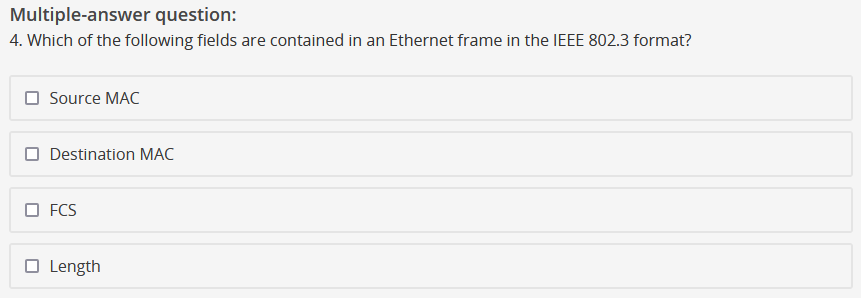 Multiple-answer question:
4. Which of the following fields are contained in an Ethernet frame in the IEEE 802.3 format?
Source MAC
Destination MAC
FCS
Length